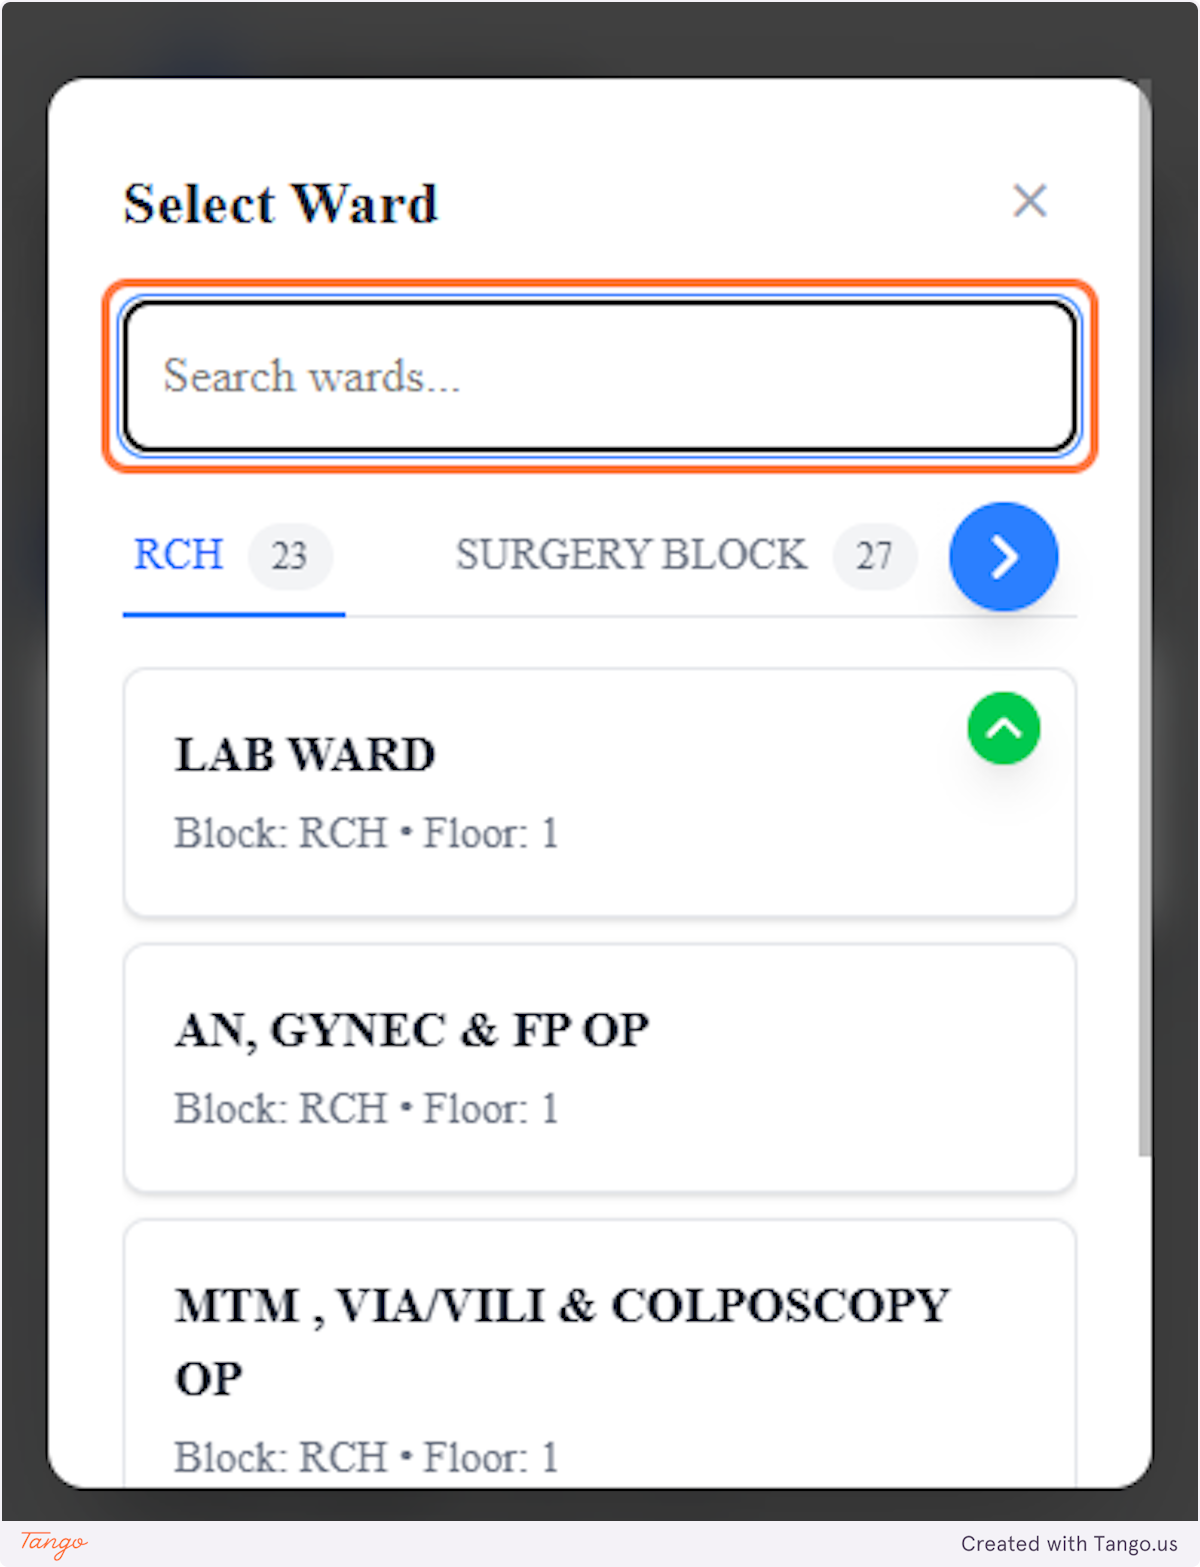 Select Ward
Search wards...
RCH 23 SURGERY BLOCK 27
LAB WARD
Block: RCH • Floor: 1
AN, GYNEC & FP OP
Block: RCH • Floor: 1
MTM , VIA/VILI & COLPOSCOPY
OP
Block: RCH • Floor: 1
Tango Created with Tango.us